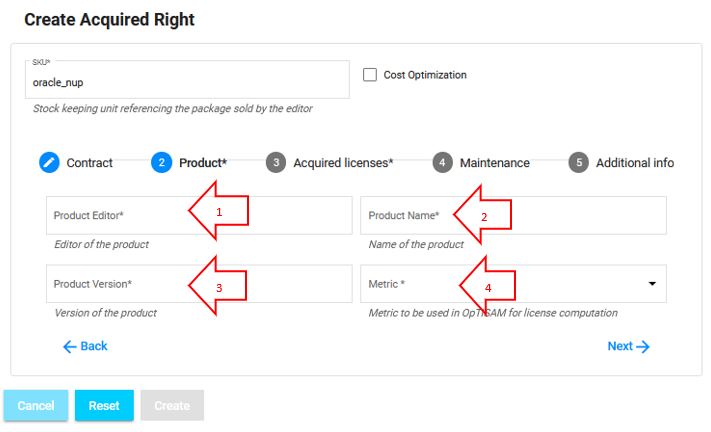 Create Acquired Right
SKU*
oracle_nup
Cost Optimization
Stock keeping unit referencing the package sold by the editor
Contract 2 Product* 3 Acquired licenses* 4 Maintenance 5 Additional info
Product Editor* 1 Product Name* 2
Editor of the product Name of the product
Product Version* 3 Metric * 4
Version of the product Metric to be used in OpTISAM for license computation
Back Next
Cancel Reset Create